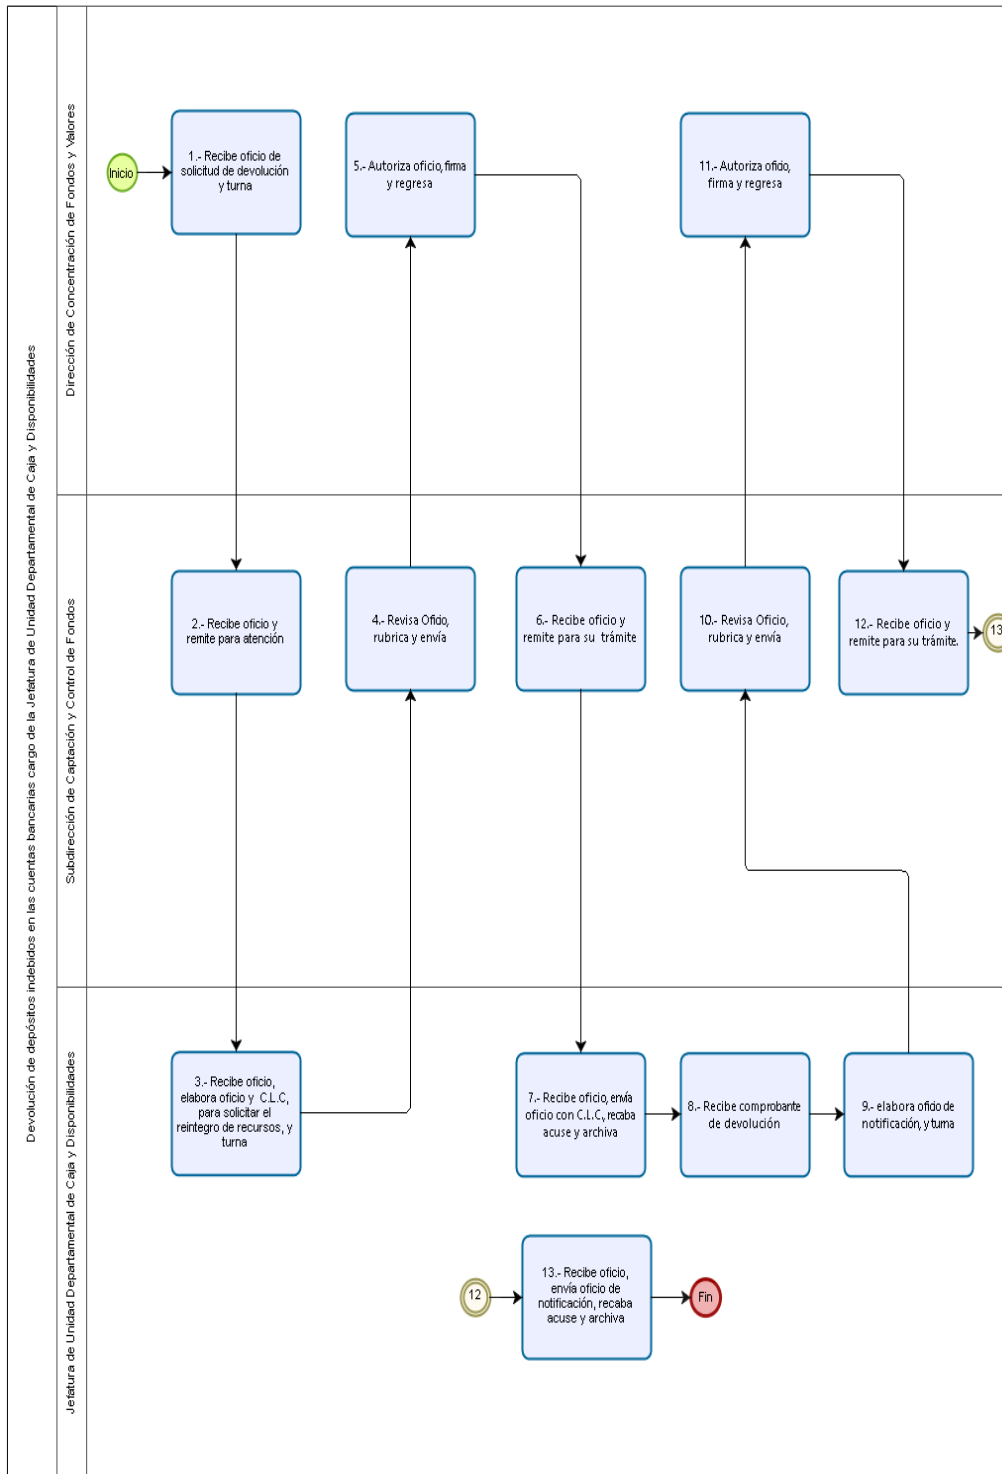 Devolución de depósitos indebidos en las cuentas bancarias cargo de la Jefatura de Unidad Departamental de Caja y Disponibilidades
Dirección de Concentración de Fondos y Valores
Inicio
1.- Recibe oficio de
solicitud de devolución
y turna
5.- Autoriza oficio, firma
y regresa
11.- Autoriza oficio,
firma y regresa
Subdirección de Captación y Control de Fondos
2.- Recibe oficio y
remite para atención
4.- Revisa Oficio,
rubrica y envía
6.- Recibe oficio y
remite para su trámite
10.- Revisa Oficio,
rubrica y envía
12.- Recibe oficio y
remite para su trámite.
13
Jefatura de Unidad Departamental de Caja y Disponibilidades
3.- Recibe oficio,
elabora oficio y C.L.C,
para solicitar el
reintegro de recursos, y
turna
7.- Recibe oficio, envía
oficio con C.L.C., recaba
acuse y archiva
8.- Recibe comprobante
de devolución
9.- elabora oficio de
notificación, y turna
12
13.- Recibe oficio,
envía oficio de
notificación, recaba
acuse y archiva
Fin